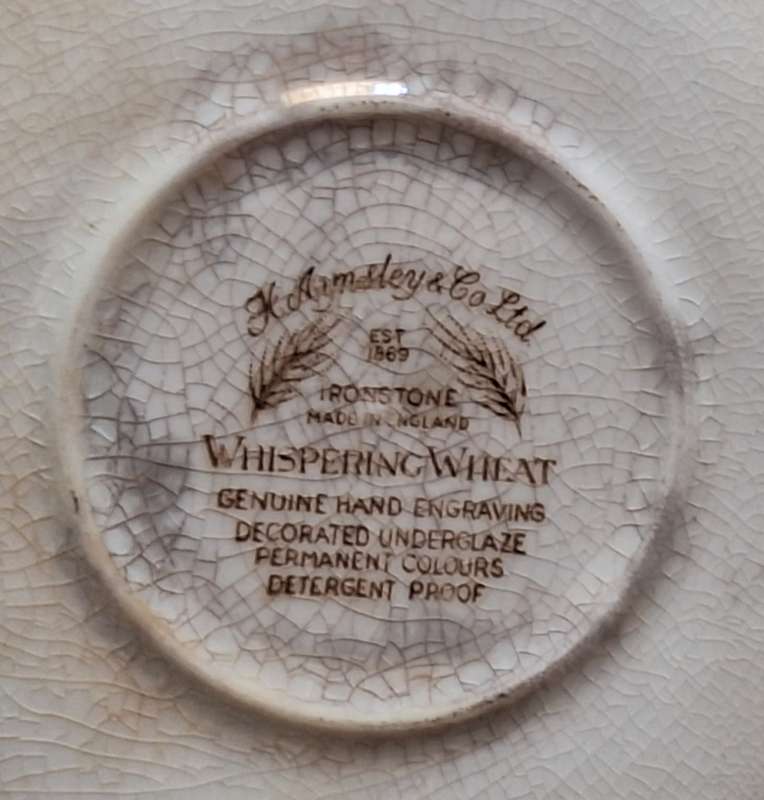 H. Aymsley & Co Ltd.
EST
1869
IRONSTONE
MADE IN ENGLAND
WHISPERING WHEAT
GENUINE HAND ENGRAVING
DECORATED UNDERGLAZE
PERMANENT COLOURS
DETERGENT PROOF